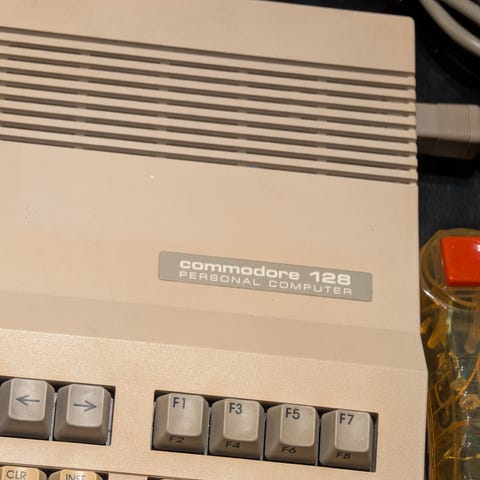 commodore 128
PERSONAL COMPUTER
← → F1 F3 F5 F7
F2 F4 F6 F8
CLR INST